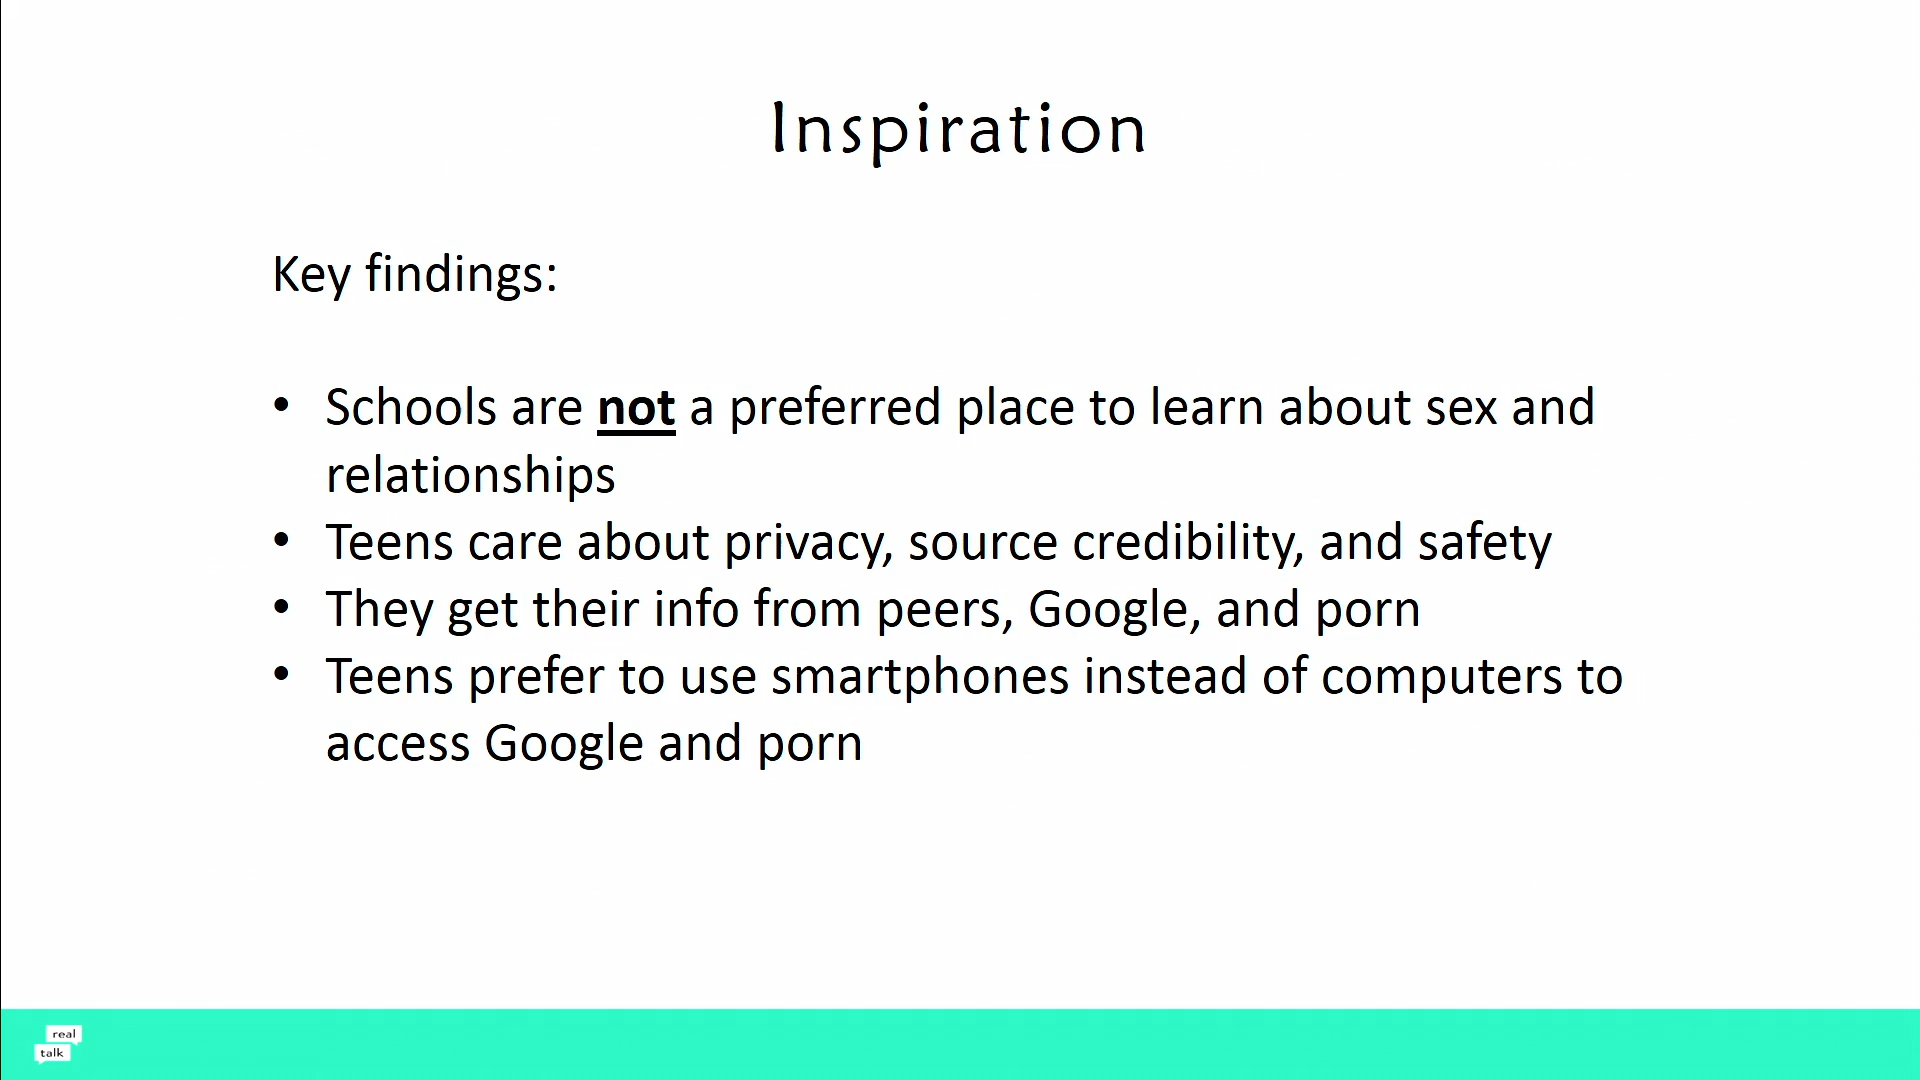 Inspiration
Key findings:
• Schools are not a preferred place to learn about sex and
relationships
• Teens care about privacy, source credibility, and safety
• They get their info from peers, Google, and porn
• Teens prefer to use smartphones instead of computers to
access Google and porn
real
talk